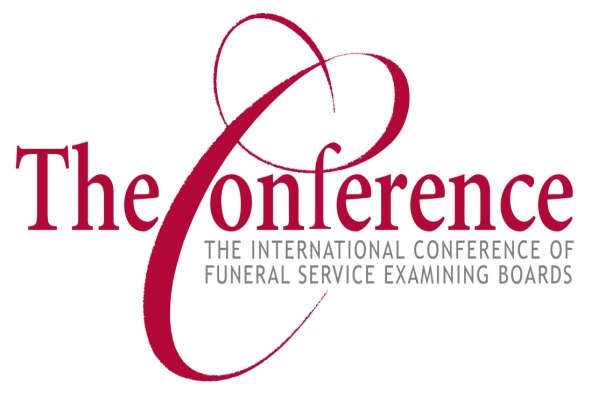 The Conference
THE INTERNATIONAL CONFERENCE OF
FUNERAL SERVICE EXAMINING BOARDS